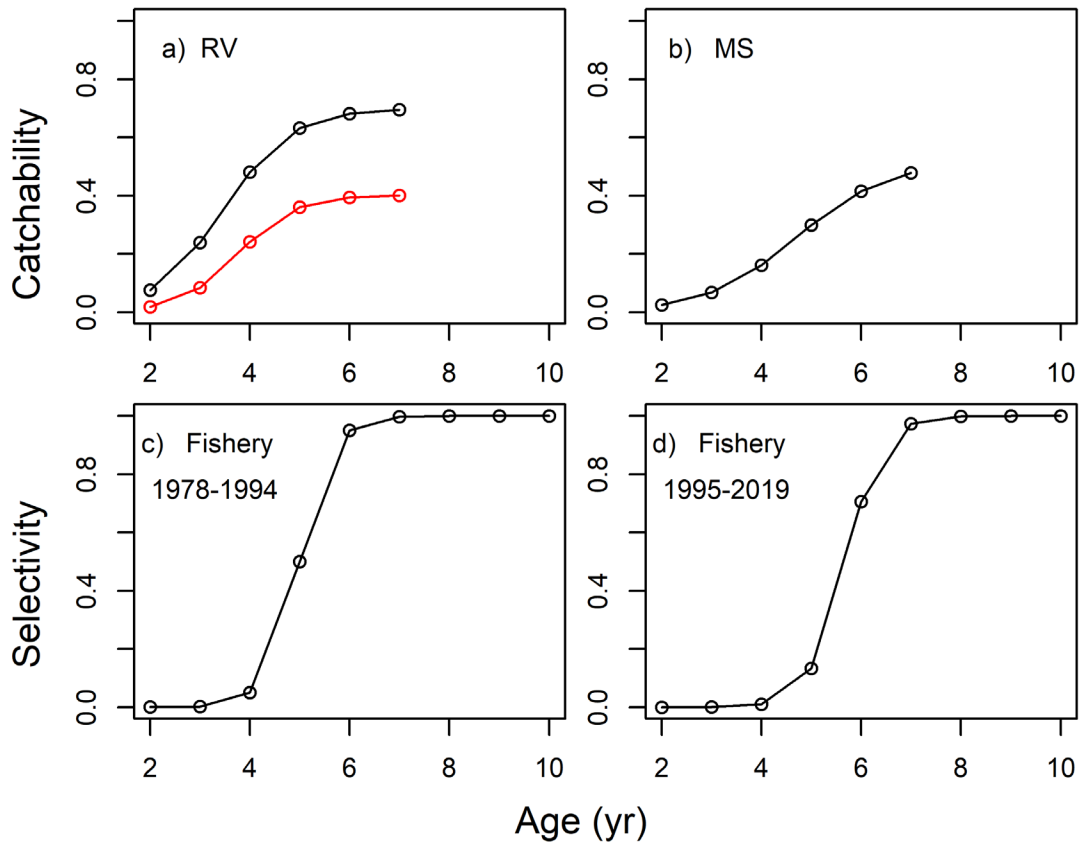 a) RV
b) MS
Catchability
0.0 0.4 0.8
0.0 0.4 0.8
2 4 6 8 10
2 4 6 8 10
c) Fishery
1978-1994
d) Fishery
1995-2019
Selectivity
0.0 0.4 0.8
0.0 0.4 0.8
2 4 6 8 10
2 4 6 8 10
Age (yr)